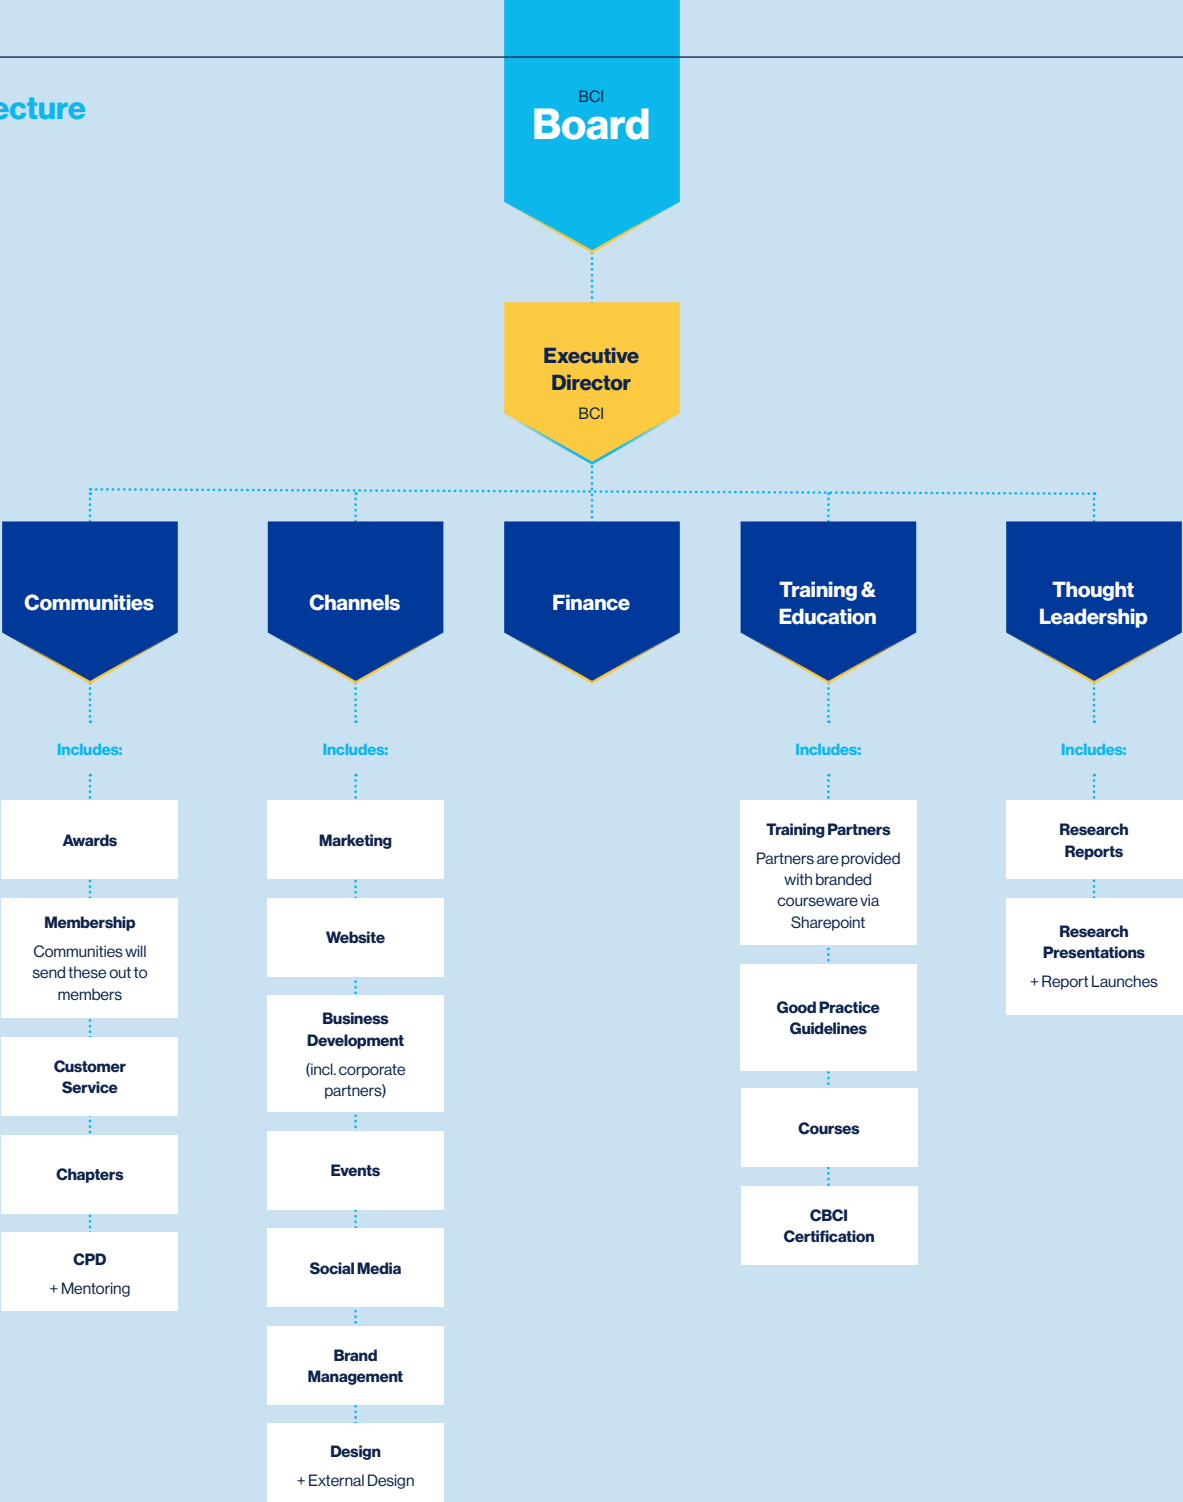 ecture
BCI
Board
Executive
Director
BCI
Communities
Channels
Finance
Training &
Education
Thought
Leadership
Includes:
Includes:
Includes:
Includes:
Awards
Membership
Communities will
send these out to
members
Customer
Service
Chapters
CPD
+ Mentoring
Marketing
Website
Business
Development
(incl. corporate
partners)
Events
Social Media
Brand
Management
Design
+ External Design
Training Partners
Partners are provided
with branded
courseware via
Sharepoint
Good Practice
Guidelines
Courses
CBCI
Certification
Research
Reports
Research
Presentations
+ Report Launches